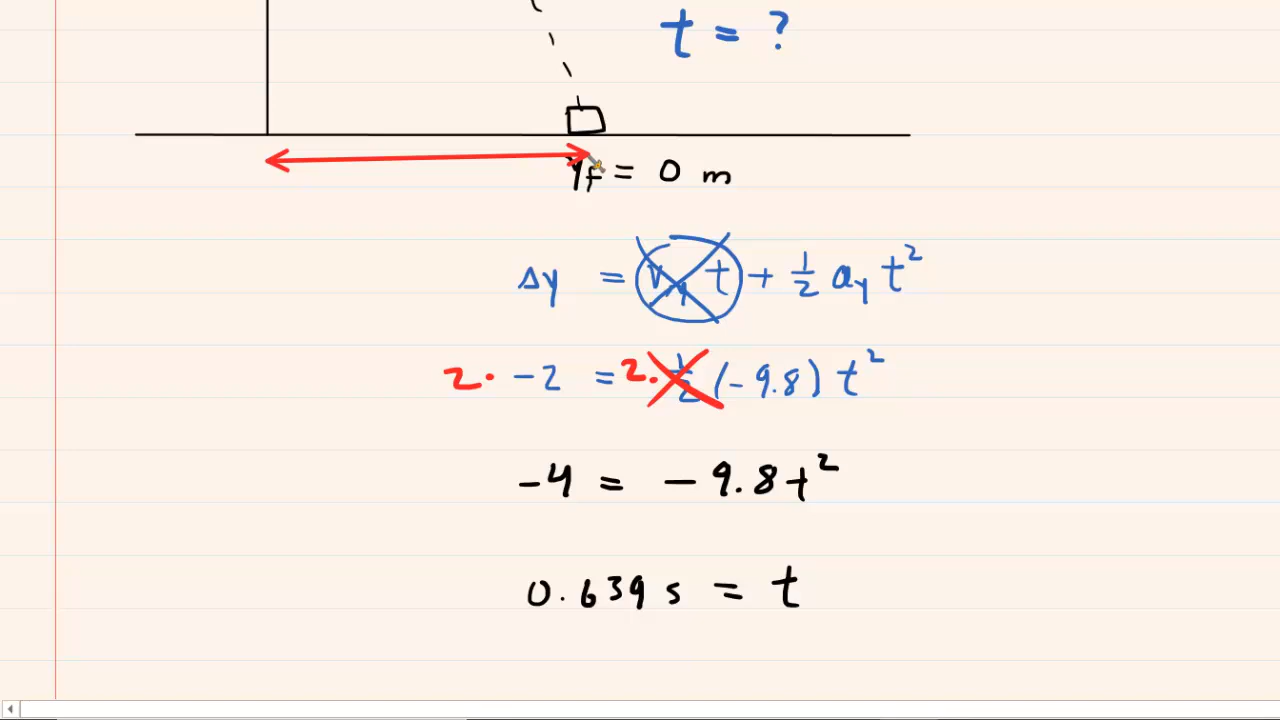 t = ?
yf = 0 m
Δy = Viy t + 1/2 ay t²
2 · -2 = 2 · 1/2 (-9.8) t²
-4 = -9.8t²
0.639 s = t